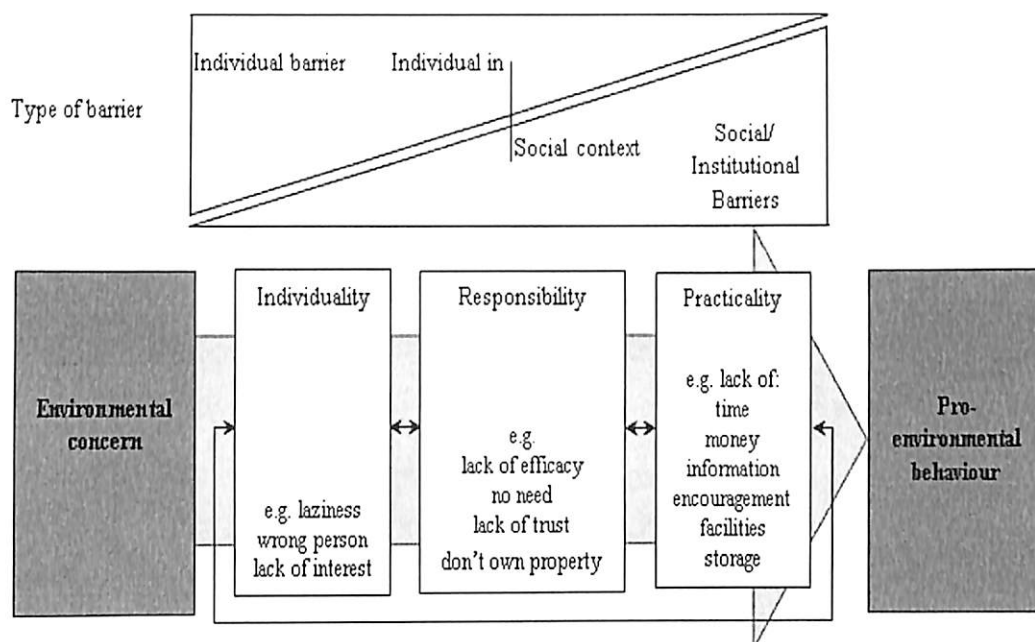 Individual barrier
Individual in
Type of barrier
Social context
Social/
Institutional
Barriers
Individuality
Responsibility
Practicality
Environmental
concern
e.g. laziness
wrong person
lack of interest
e.g.
lack of efficacy
no need
lack of trust
don't own property
e.g. lack of:
time
money
information
encouragement
facilities
storage
Pro-
environmental
behaviour